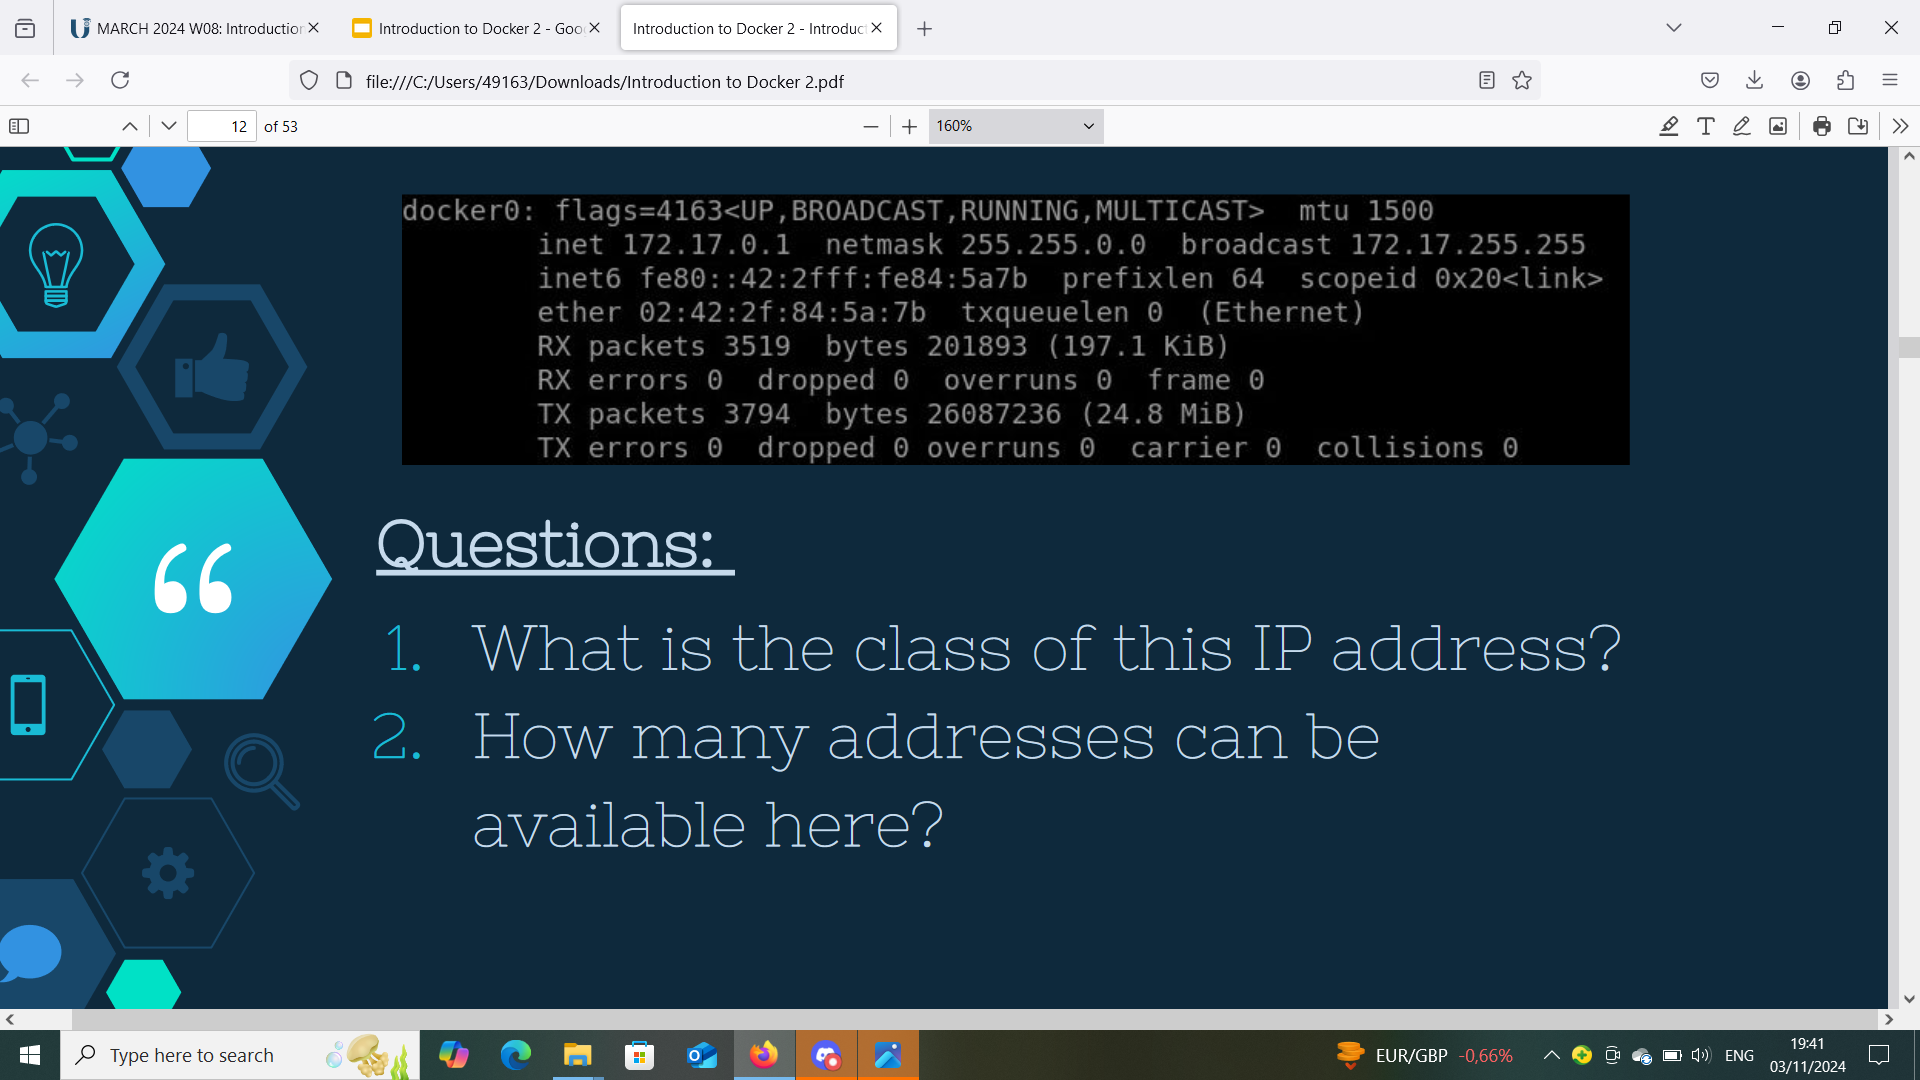 MARCH 2024 W08: Introduction
Introduction to Docker 2 - Goo
Introduction to Docker 2 - Introduc
file:///C:/Users/49163/Downloads/Introduction to Docker 2.pdf
12 of 53
160%
docker0: flags=4163<UP,BROADCAST,RUNNING,MULTICAST> mtu 1500
inet 172.17.0.1 netmask 255.255.0.0 broadcast 172.17.255.255
inet6 fe80::42:2fff:fe84:5a7b prefixlen 64 scopeid 0x20<link>
ether 02:42:2f:84:5a:7b txqueuelen 0 (Ethernet)
RX packets 3519 bytes 201893 (197.1 KiB)
RX errors 0 dropped 0 overruns 0 frame 0
TX packets 3794 bytes 26087236 (24.8 MiB)
TX errors 0 dropped 0 overruns 0 carrier 0 collisions 0
Questions:
1. What is the class of this IP address?
2. How many addresses can be
available here?
Type here to search
EUR/GBP -0,66%
ENG
19:41
03/11/2024